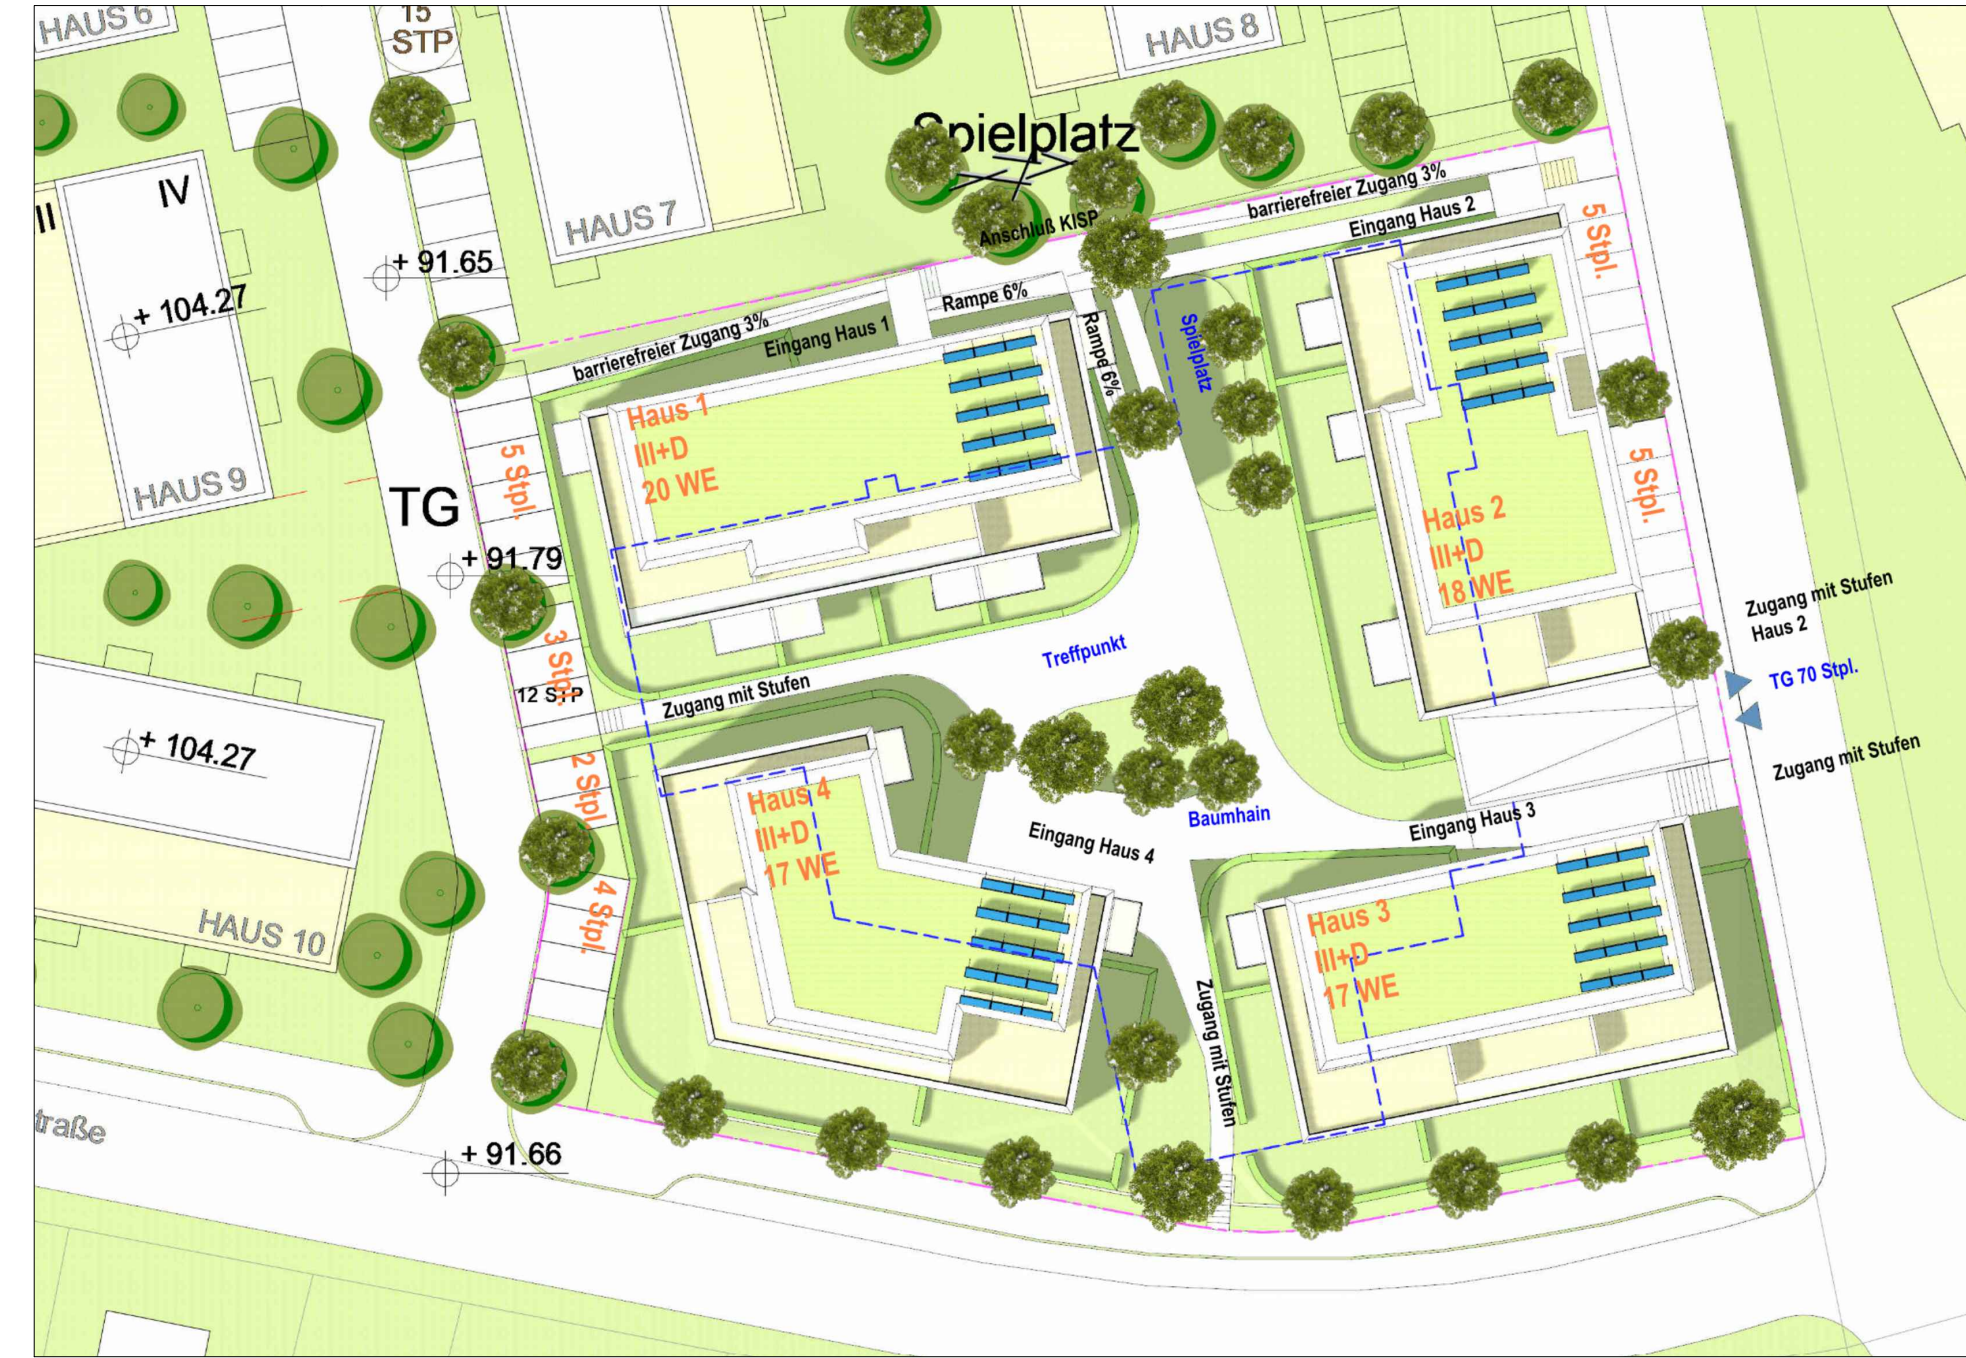 HAUS 6
15
STP
HAUS 8
Spielplatz
IV
II
HAUS 7
barrierefreier Zugang 3%
Anschluß KISP
Eingang Haus 2
5 Stpl.
+ 91.65
+ 104.27
Rampe 6%
barrierefreier Zugang 3%
Eingang Haus 1
Rampe 6%
Spielplatz
Haus 1
III+D
20 WE
HAUS 9
TG
5 Stpl.
5 Stpl.
Haus 2
III+D
18 WE
+ 91.79
Zugang mit Stufen
Haus 2
TG 70 Stpl.
Treffpunkt
3 Stpl.
12 STP
Zugang mit Stufen
+ 104.27
2 Stpl.
Zugang mit Stufen
Haus 4
III+D
17 WE
Baumhain
Eingang Haus 4
Eingang Haus 3
HAUS 10
4 Stpl.
Haus 3
III+D
17 WE
Zugang mit Stufen
traße
+ 91.66